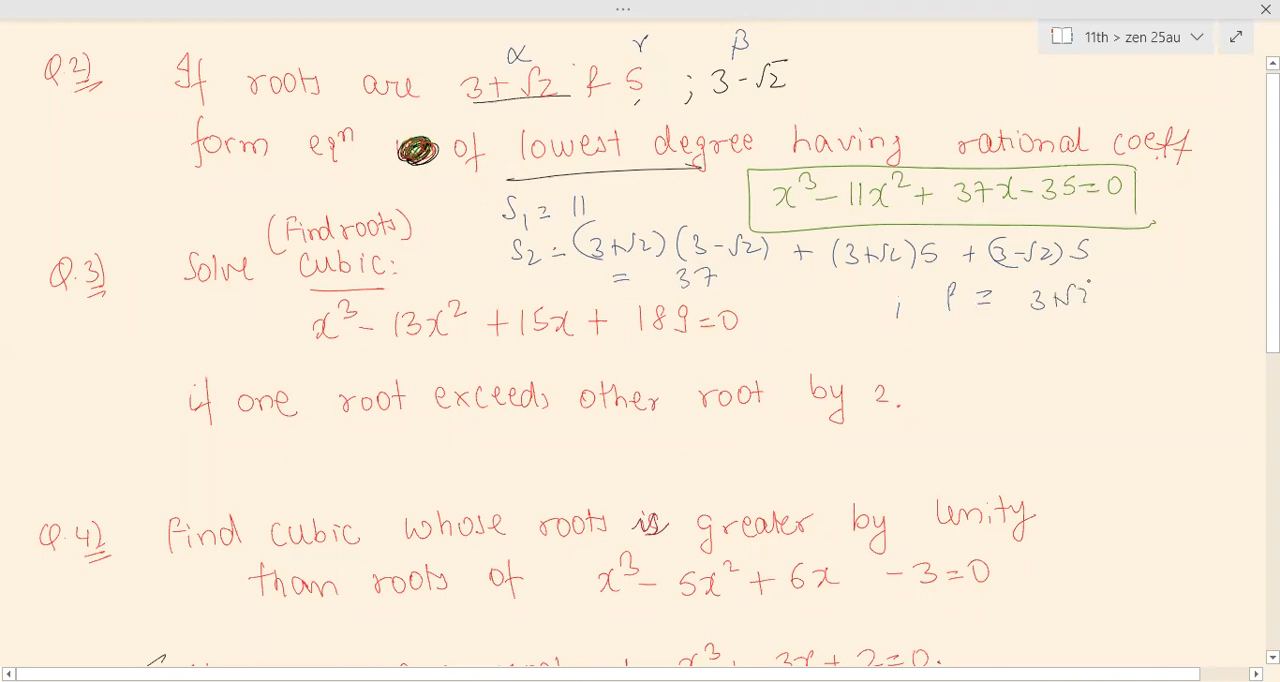 11th > zen 25au
α γ β
Q.2) If roots are 3+√2 & 5 ; 3-√2
form eqⁿ of lowest degree having rational coeff
x³ - 11x² + 37x - 35 = 0
S₁ = 11
S₂ = (3+√2)(3-√2) + (3+√2)5 + (3-√2)5
= 37
; P = 3+√
(Find roots)
Q.3) Solve cubic:
x³ - 13x² + 15x + 189 = 0
if one root exceeds other root by 2.
Q.4) Find cubic whose roots is greater by Unity
than roots of x³ - 5x² + 6x - 3 = 0